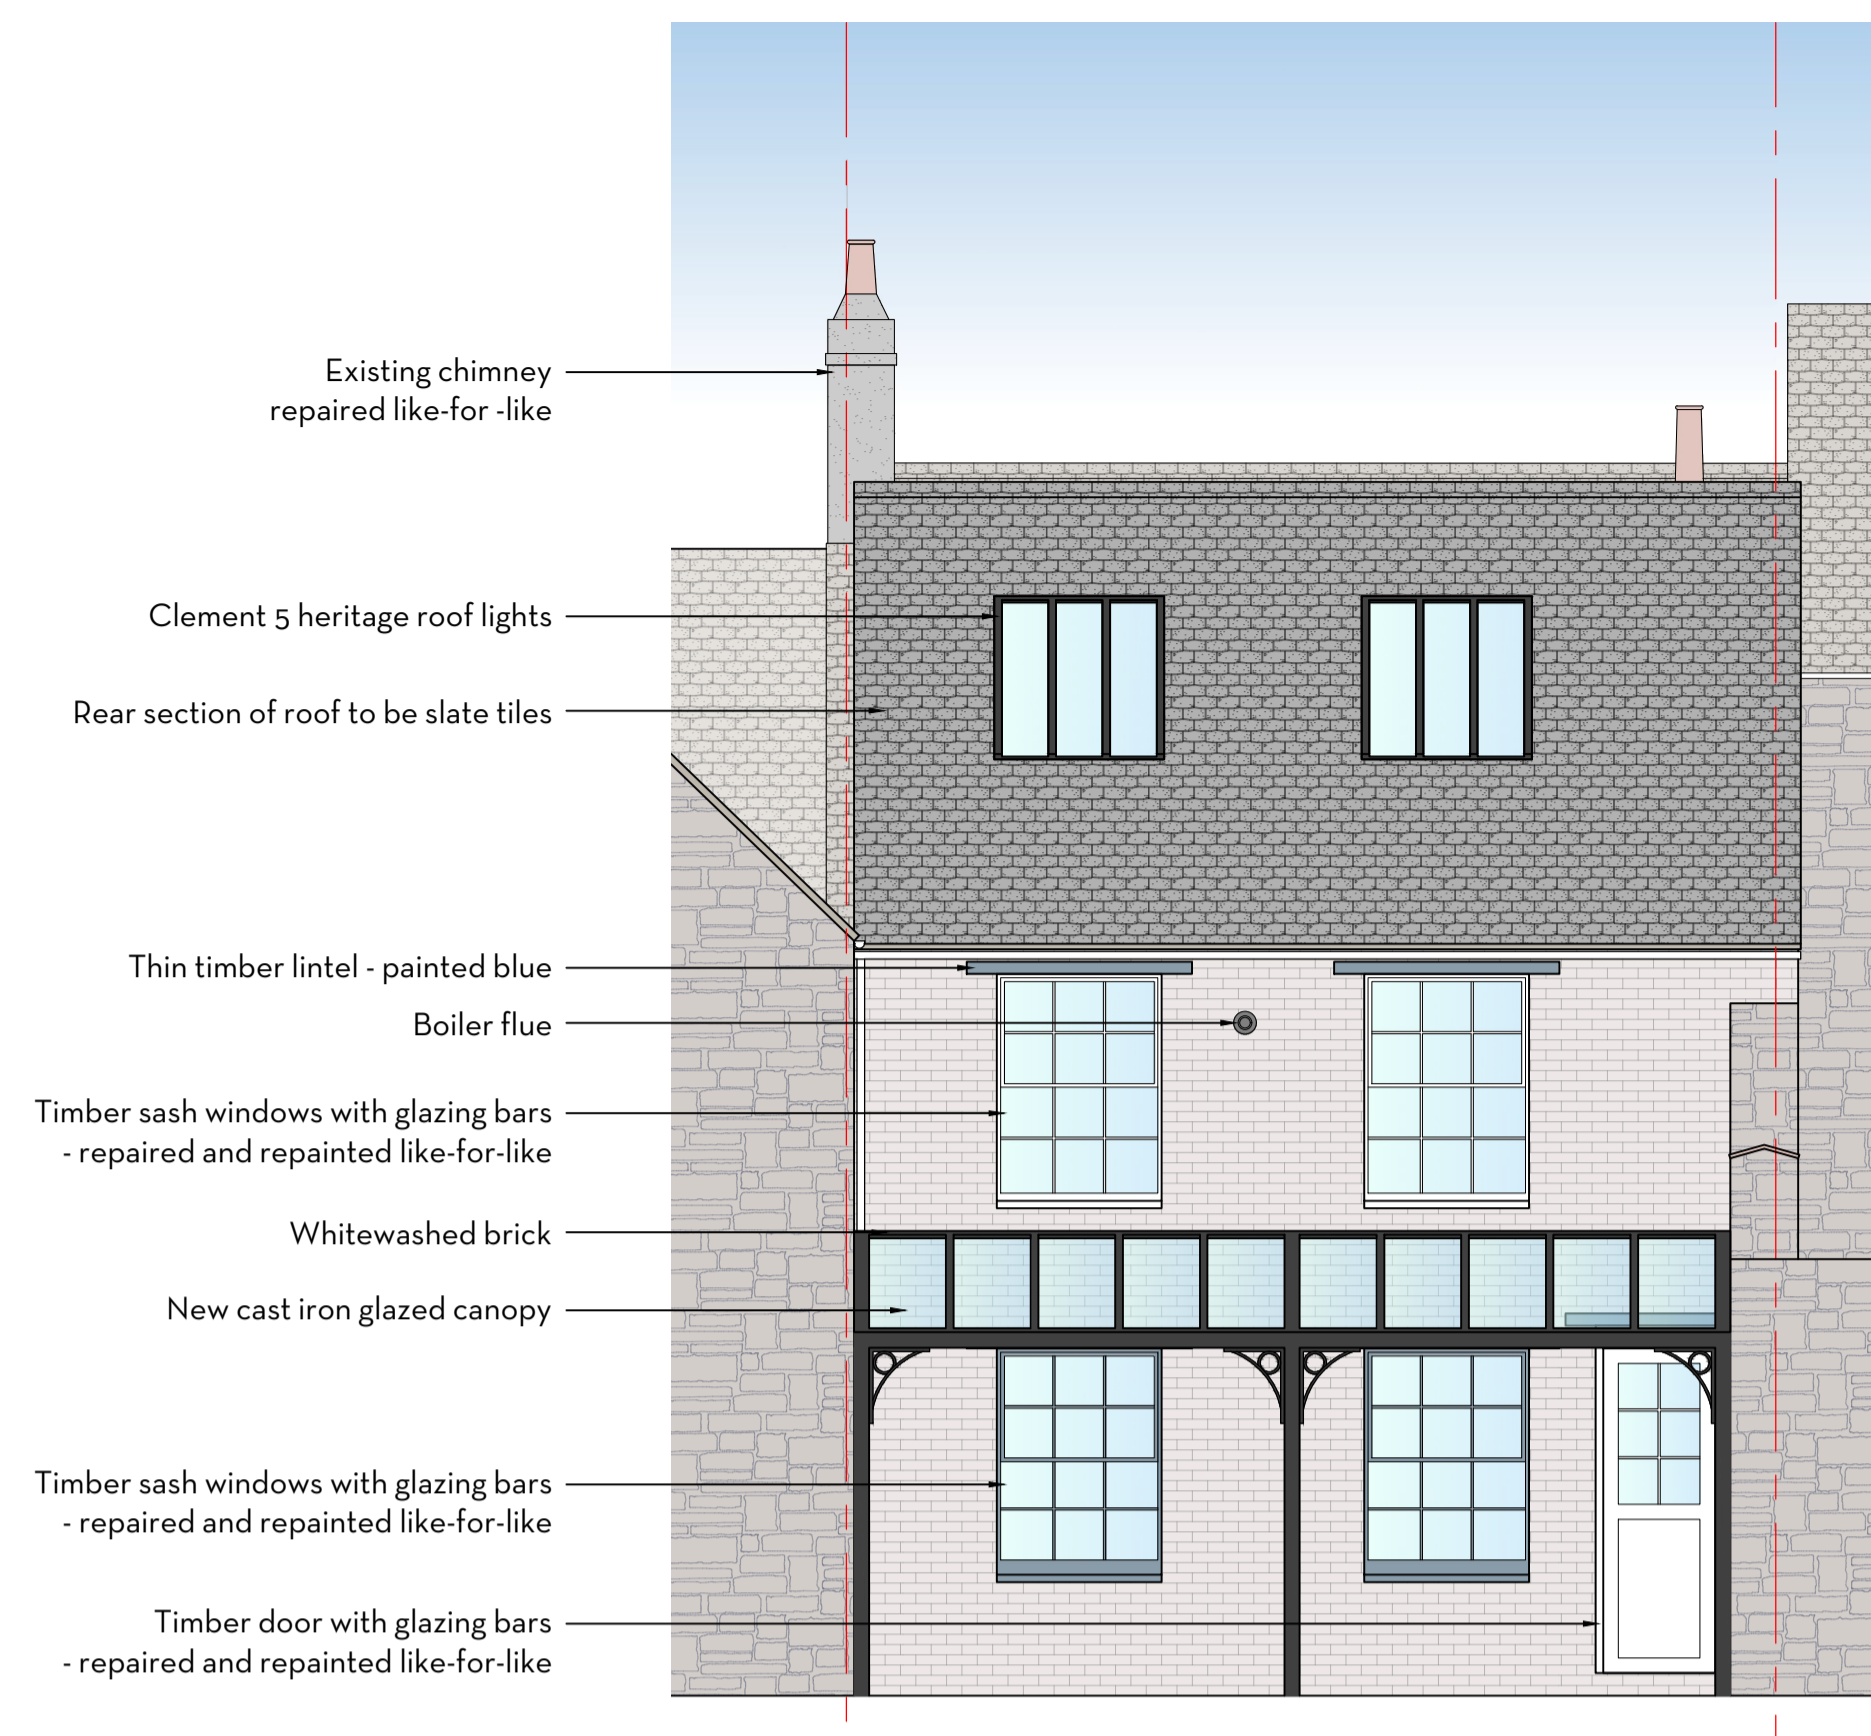 Existing chimney
repaired like-for -like
Clement 5 heritage roof lights
Rear section of roof to be slate tiles
Thin timber lintel - painted blue
Boiler flue
Timber sash windows with glazing bars
- repaired and repainted like-for-like
Whitewashed brick
New cast iron glazed canopy
Timber sash windows with glazing bars
- repaired and repainted like-for-like
Timber door with glazing bars
- repaired and repainted like-for-like